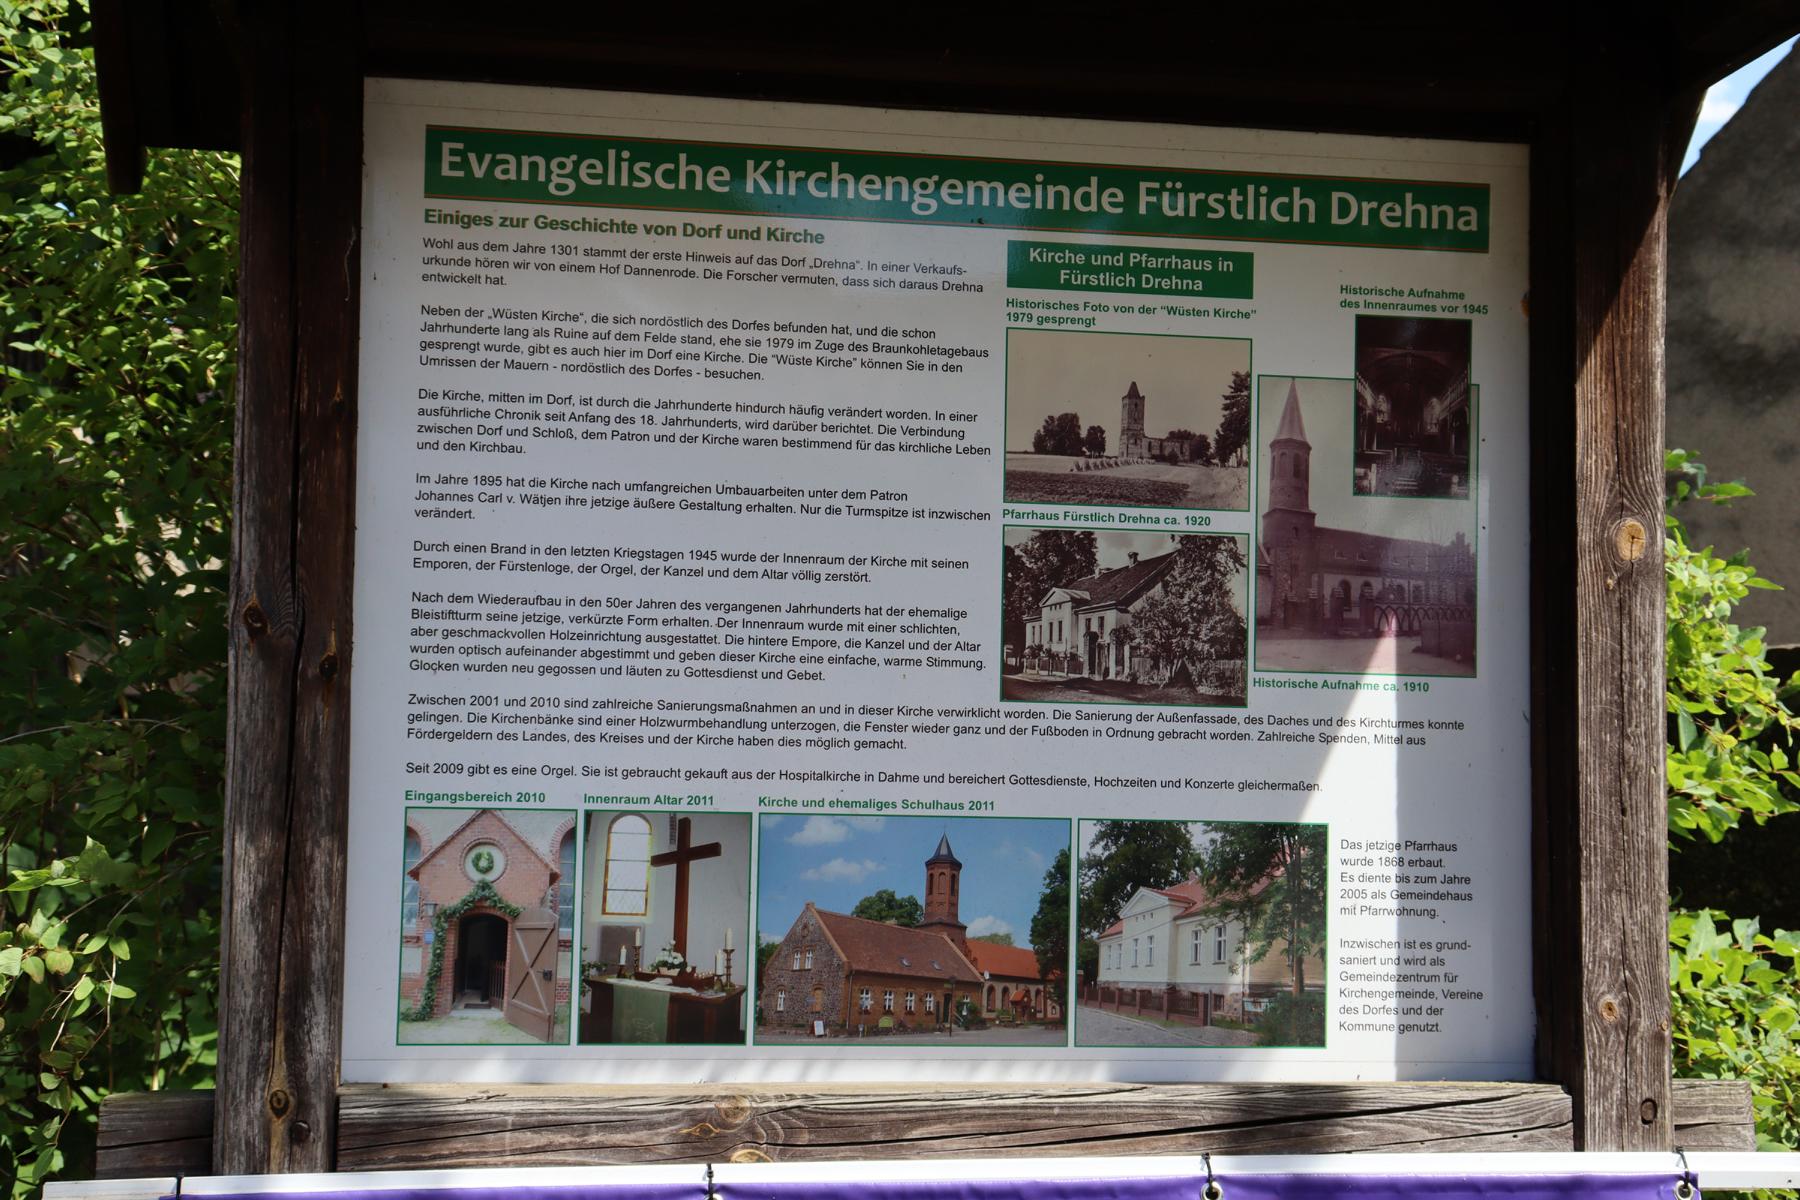 Evangelische Kirchengemeinde Fürstlich Drehna
Einiges zur Geschichte von Dorf und Kirche
Wohl aus dem Jahre 1301 stammt der erste Hinweis auf das Dorf „Drehna“. In einer Verkaufs-
urkunde hören wir von einem Hof Dannenrode. Die Forscher vermuten, dass sich daraus Drehna
entwickelt hat.
Neben der „Wüsten Kirche“, die sich nordöstlich des Dorfes befunden hat, und die schon
Jahrhunderte lang als Ruine auf dem Felde stand, ehe sie 1979 im Zuge des Braunkohletagebaus
gesprengt wurde, gibt es auch hier im Dorf eine Kirche. Die "Wüste Kirche" können Sie in den
Umrissen der Mauern - nordöstlich des Dorfes - besuchen.
Die Kirche, mitten im Dorf, ist durch die Jahrhunderte hindurch häufig verändert worden. In einer
ausführliche Chronik seit Anfang des 18. Jahrhunderts, wird darüber berichtet. Die Verbindung
zwischen Dorf und Schloß, dem Patron und der Kirche waren bestimmend für das kirchliche Leben
und den Kirchbau.
Im Jahre 1895 hat die Kirche nach umfangreichen Umbauarbeiten unter dem Patron
Johannes Carl v. Wätjen ihre jetzige äußere Gestaltung erhalten. Nur die Turmspitze ist inzwischen
verändert.
Durch einen Brand in den letzten Kriegstagen 1945 wurde der Innenraum der Kirche mit seinen
Emporen, der Fürstenloge, der Orgel, der Kanzel und dem Altar völlig zerstört.
Nach dem Wiederaufbau in den 50er Jahren des vergangenen Jahrhunderts hat der ehemalige
Bleistiftturm seine jetzige, verkürzte Form erhalten. Der Innenraum wurde mit einer schlichten,
aber geschmackvollen Holzeinrichtung ausgestattet. Die hintere Empore, die Kanzel und der Altar
wurden optisch aufeinander abgestimmt und geben dieser Kirche eine einfache, warme Stimmung.
Glocken wurden neu gegossen und läuten zu Gottesdienst und Gebet.
Zwischen 2001 und 2010 sind zahlreiche Sanierungsmaßnahmen an und in dieser Kirche verwirklicht worden. Die Sanierung der Außenfassade, des Daches und des Kirchturmes konnte
gelingen. Die Kirchenbänke sind einer Holzwurmbehandlung unterzogen, die Fenster wieder ganz und der Fußboden in Ordnung gebracht worden. Zahlreiche Spenden, Mittel aus
Fördergeldern des Landes, des Kreises und der Kirche haben dies möglich gemacht.
Seit 2009 gibt es eine Orgel. Sie ist gebraucht gekauft aus der Hospitalkirche in Dahme und bereichert Gottesdienste, Hochzeiten und Konzerte gleichermaßen.
Kirche und Pfarrhaus in
Fürstlich Drehna
Historisches Foto von der "Wüsten Kirche"
1979 gesprengt
Historische Aufnahme
des Innenraumes vor 1945
Pfarrhaus Fürstlich Drehna ca. 1920
Historische Aufnahme ca. 1910
Eingangsbereich 2010
Innenraum Altar 2011
Kirche und ehemaliges Schulhaus 2011
Das jetzige Pfarrhaus
wurde 1868 erbaut.
Es diente bis zum Jahre
2005 als Gemeindehaus
mit Pfarrwohnung.
Inzwischen ist es grund-
saniert und wird als
Gemeindezentrum für
Kirchengemeinde, Vereine
des Dorfes und der
Kommune genutzt.